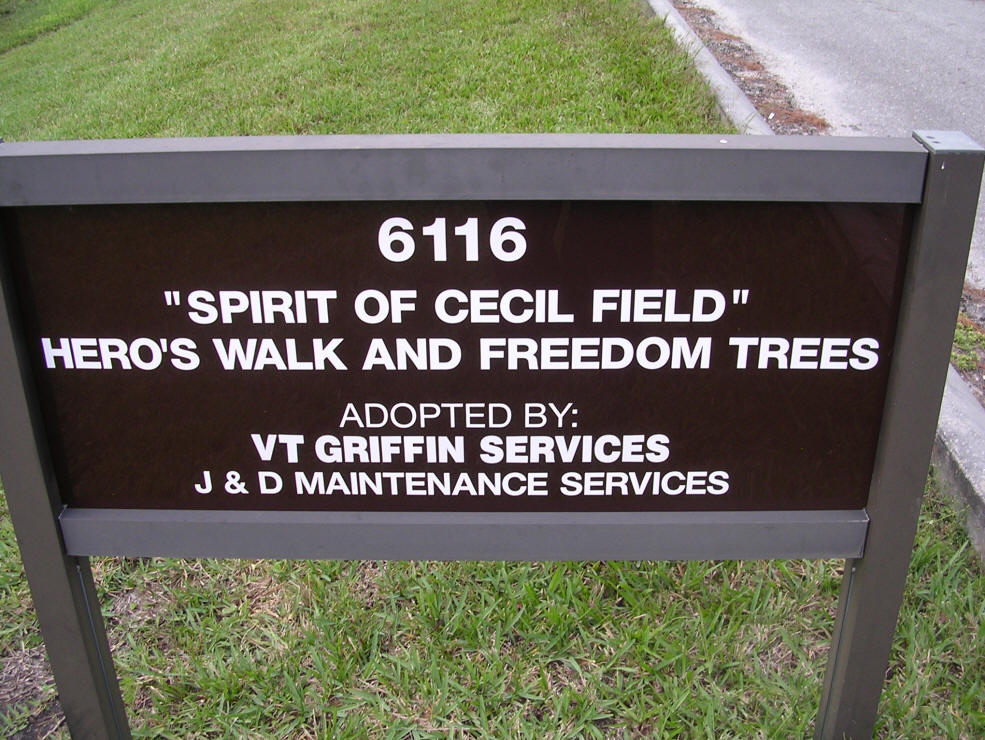 6116
"SPIRIT OF CECIL FIELD"
HERO'S WALK AND FREEDOM TREES
ADOPTED BY:
VT GRIFFIN SERVICES
J & D MAINTENANCE SERVICES